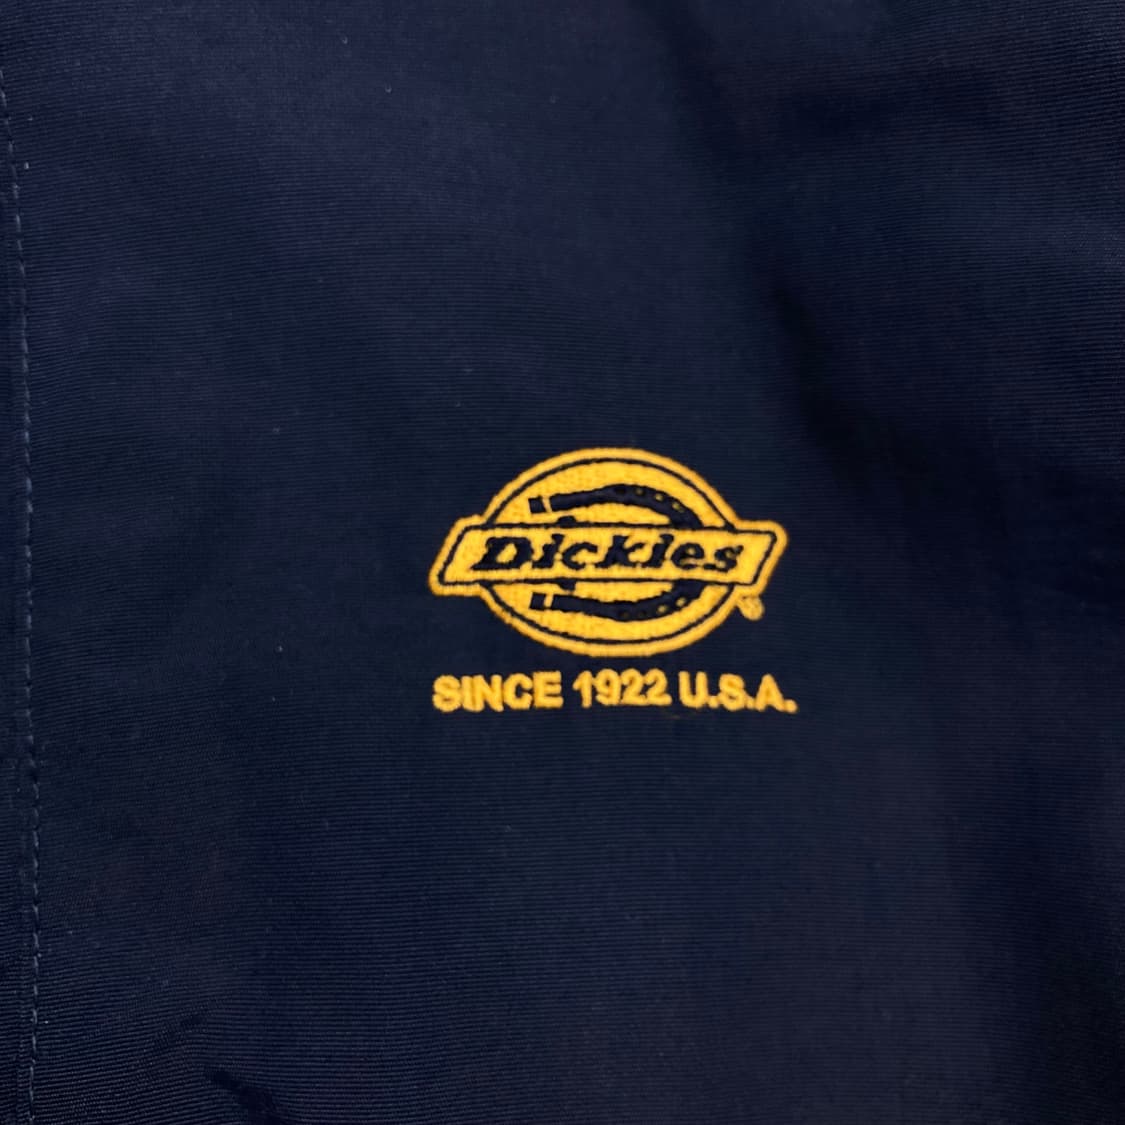 Dickies
®
SINCE 1922 U.S.A.